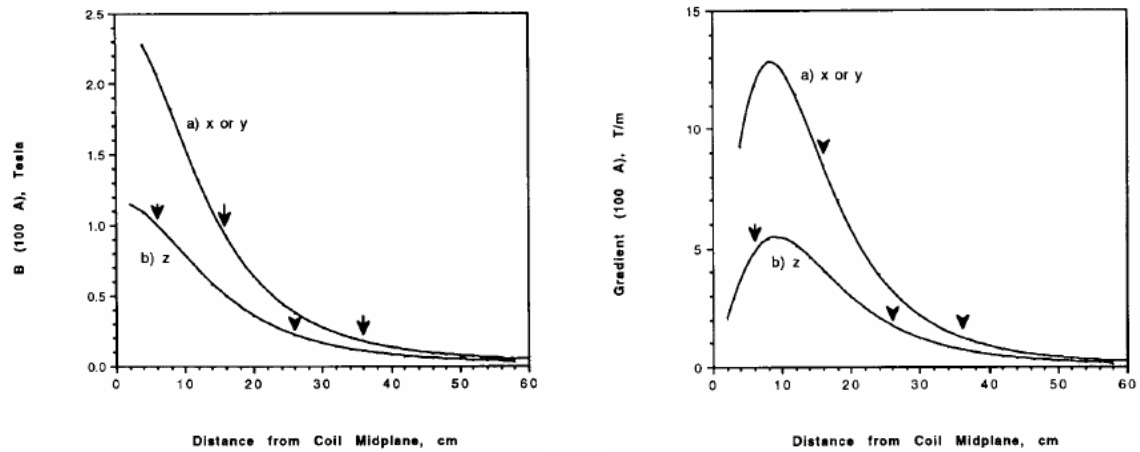 2.5
2.0
1.5
1.0
0.5
0.0
0 10 20 30 40 50 60
B (100 A), Tesla
a) x or y
b) z
Distance from Coil Midplane, cm
15
10
5
0
0 10 20 30 40 50 60
Gradient (100 A), T/m
a) x or y
b) z
Distance from Coil Midplane, cm